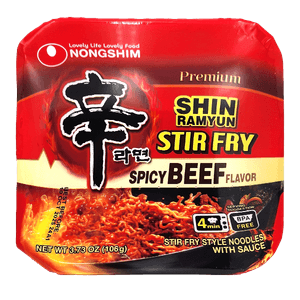 Lovely Life Lovely Food
NONGSHIM
Premium
辛
라면
SHIN
RAMYUN
STIR FRY
SPICY BEEF FLAVOR
4 min
BPA
FREE
NET WT 3.73 OZ (106g)
STIR FRY STYLE NOODLES
WITH SAUCE